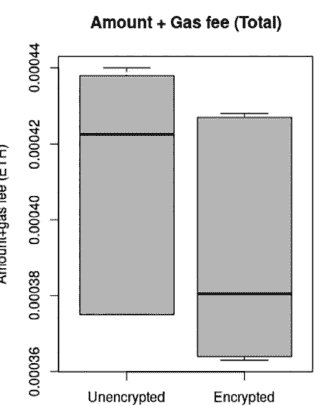 Amount + Gas fee (Total)
Amount+gas fee (ETH)
0.00044
0.00042
0.00040
0.00038
0.00036
Unencrypted
Encrypted